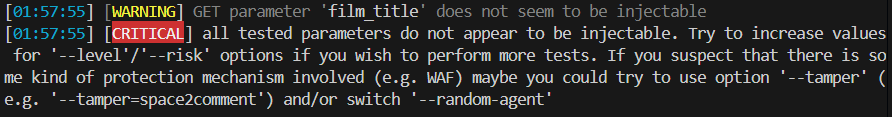 [01:57:55] [WARNING] GET parameter 'film_title' does not seem to be injectable
[01:57:55] [CRITICAL] all tested parameters do not appear to be injectable. Try to increase values
 for '--level'/'--risk' options if you wish to perform more tests. If you suspect that there is so
me kind of protection mechanism involved (e.g. WAF) maybe you could try to use option '--tamper' (
e.g. '--tamper=space2comment') and/or switch '--random-agent'